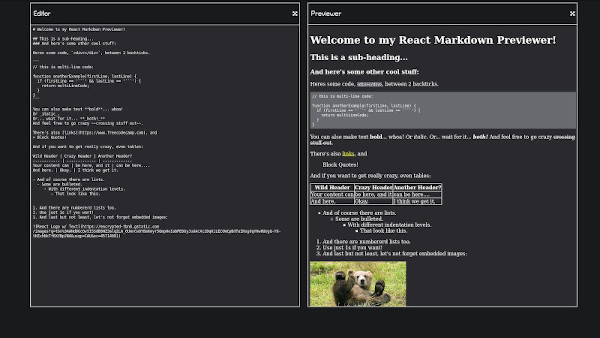 Editor
# Welcome to my React Markdown Previewer!
## This is a sub-heading...
### And here's some other cool stuff:
Heres some code, `<div></div>`, between 2 backticks.
```
// this is multi-line code:
function anotherExample(firstLine, lastLine) {
if (firstLine == '```' && lastLine == '```') {
return multiLineCode;
}
}
```
You can also make text **bold**... whoa!
Or _italic_.
Or... wait for it... **_both!_**
And feel free to go crazy ~~crossing stuff out~~.
There's also [links](https://www.freecodecamp.com), and
> Block Quotes!
And if you want to get really crazy, even tables:
Wild Header | Crazy Header | Another Header?
------------ | ------------- | -------------
Your content can | be here, and it | can be here....
And here. | Okay. | I think we get it.
- And of course there are lists.
- Some are bulleted.
- With different indentation levels.
- That look like this.
1. And there are numbererd lists too.
1. Use just 1s if you want!
1. And last but not least, let's not forget embedded images:
Previewer
Welcome to my React Markdown Previewer!
This is a sub-heading...
And here's some other cool stuff:
Heres some code, <div></div>, between 2 backticks.
// this is multi-line code:
function anotherExample(firstLine, lastLine) {
if (firstLine == '```' && lastLine == '```') {
return multiLineCode;
}
}
You can also make text bold... whoa! Or italic. Or... wait for it... both! And feel free to go crazy crossing
stuff out.
There's also links, and
Block Quotes!
And if you want to get really crazy, even tables:
Wild Header Crazy Header Another Header?
Your content can be here, and it can be here....
And here. Okay. I think we get it.
And of course there are lists.
Some are bulleted.
With different indentation levels.
That look like this.
1. And there are numbererd lists too.
2. Use just 1s if you want!
3. And last but not least, let's not forget embedded images: